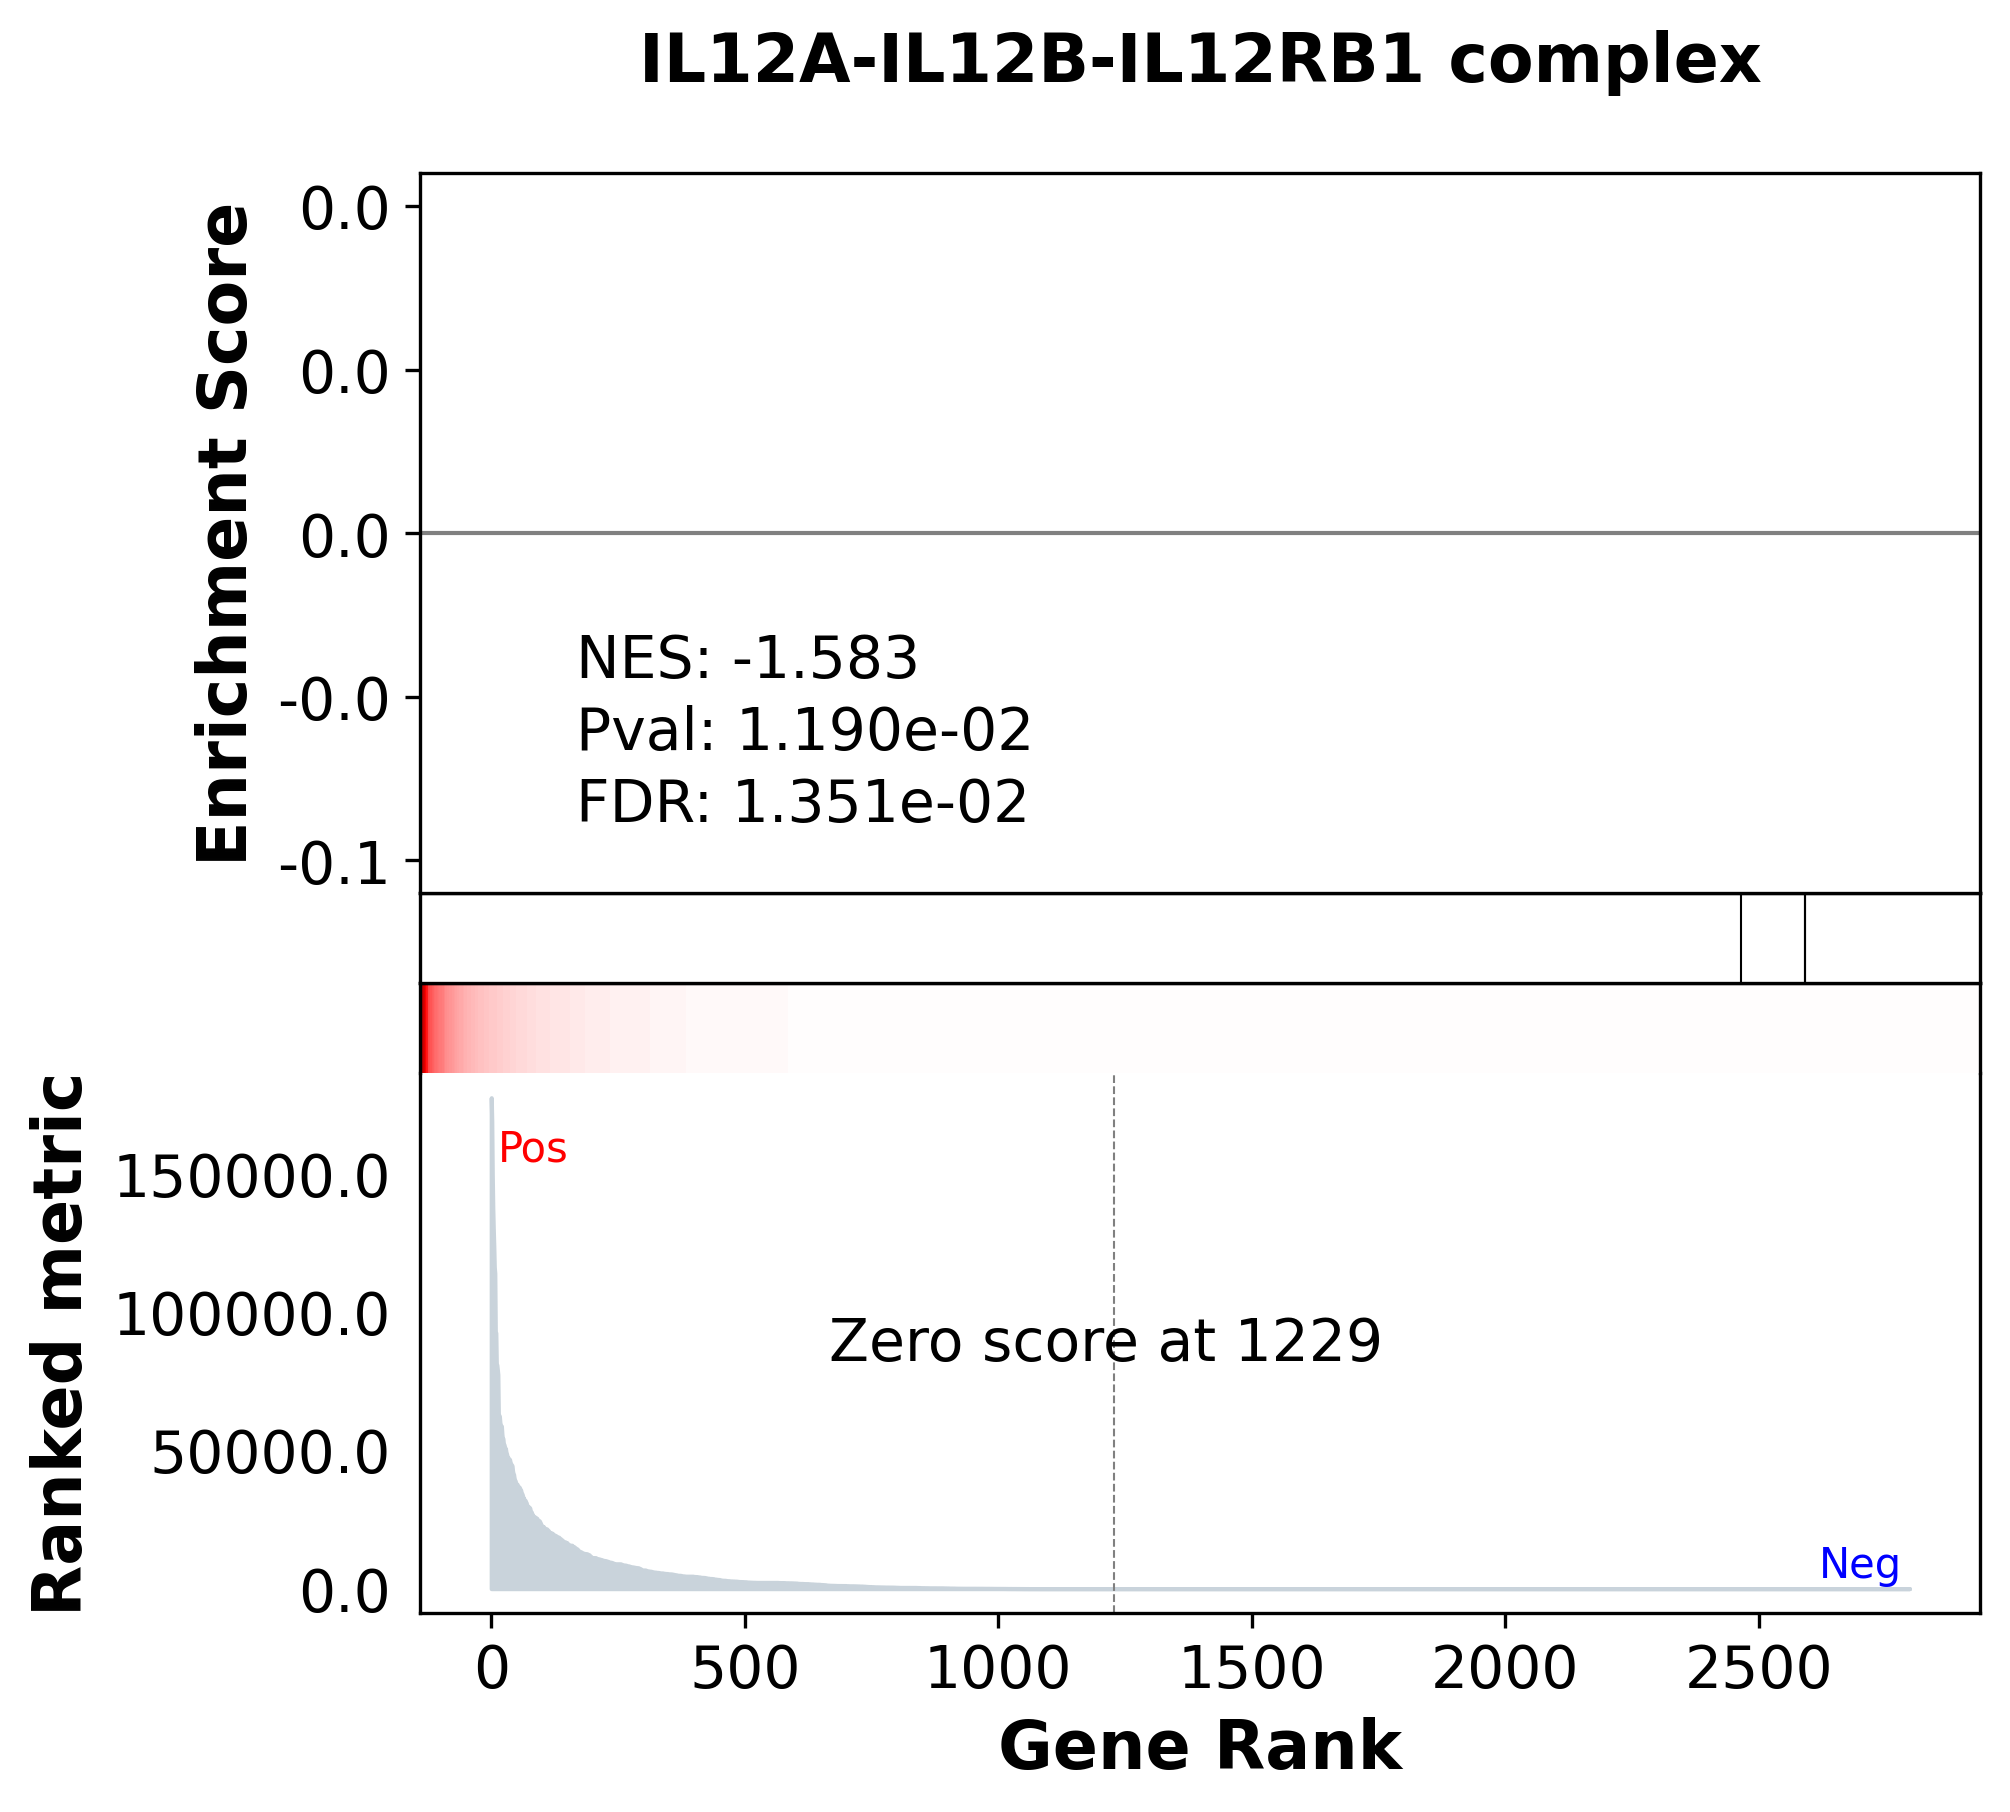 IL12A-IL12B-IL12RB1 complex
Enrichment Score
0.0
0.0
0.0
-0.0
-0.1
NES: -1.583
Pval: 1.190e-02
FDR: 1.351e-02
Ranked metric
150000.0
100000.0
50000.0
0.0
Pos
Zero score at 1229
Neg
0 500 1000 1500 2000 2500
Gene Rank